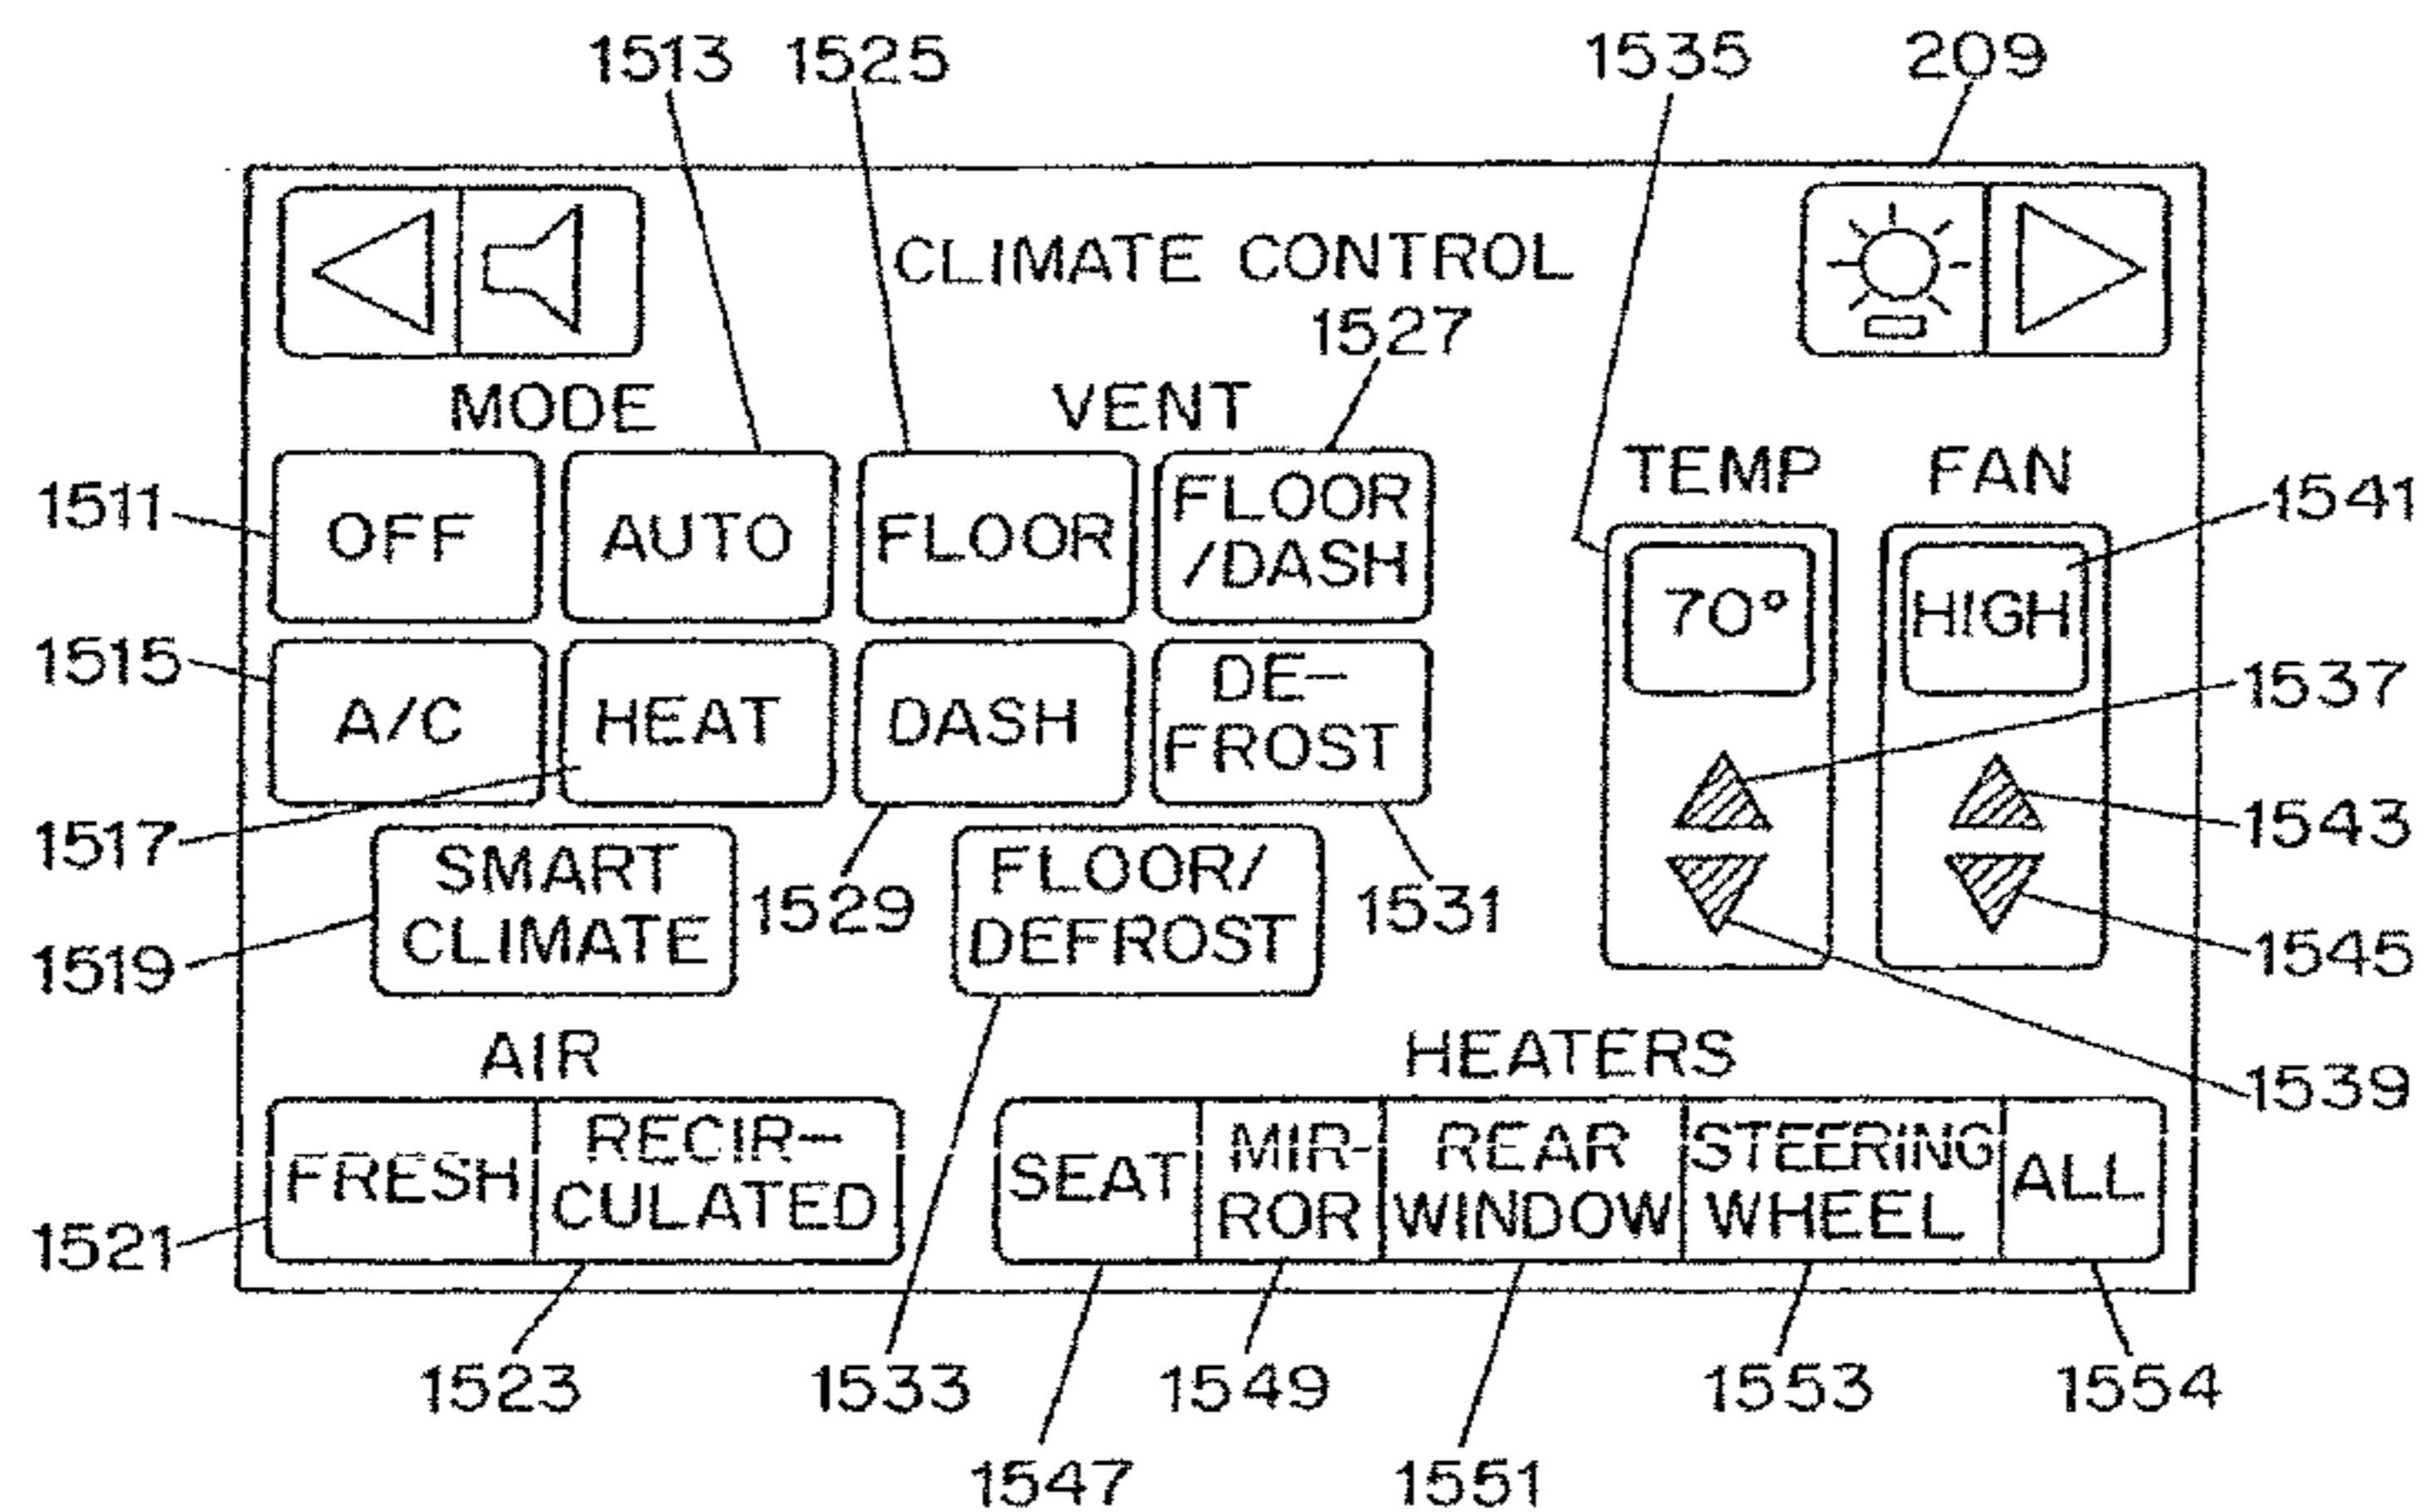 1513 1525 1535 209
CLIMATE CONTROL
1527
MODE VENT
TEMP FAN
1511 OFF AUTO FLOOR FLOOR
/DASH
70° HIGH 1541
1515 A/C HEAT DASH DE-
FROST
1537
1517
1543
1519 SMART
CLIMATE
1529 FLOOR/
DEFROST
1531
1545
AIR HEATERS
1539
1521 FRESH RECIR-
CULATED
SEAT MIR-
ROR
REAR
WINDOW
STEERING
WHEEL
ALL
1523 1533 1549 1553 1554
1547 1551